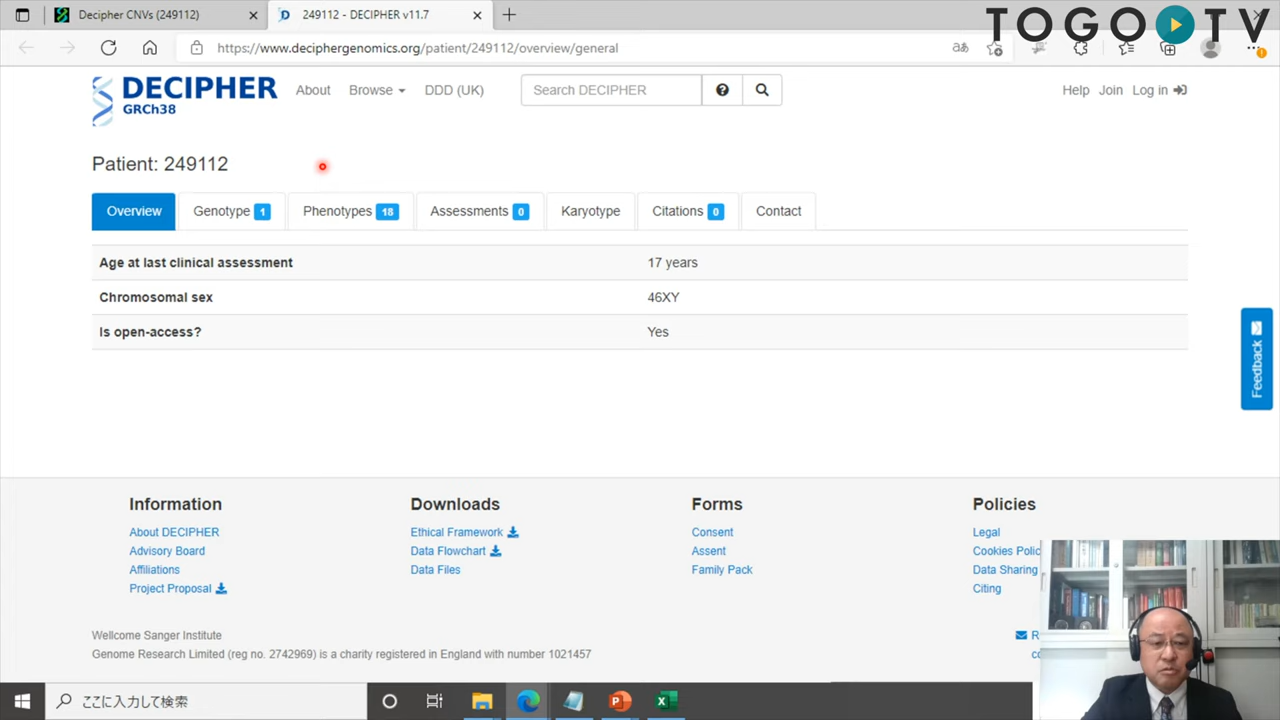 Decipher CNVs (249112)
249112 - DECIPHER v11.7
TOGO TV
https://www.deciphergenomics.org/patient/249112/overview/general
DECIPHER
GRCh38
About
Browse
DDD (UK)
Search DECIPHER
Help
Join
Log in
Patient: 249112
Overview
Genotype 1
Phenotypes 18
Assessments 0
Karyotype
Citations 0
Contact
Age at last clinical assessment 17 years
Chromosomal sex 46XY
Is open-access? Yes
Feedback
Information
About DECIPHER
Advisory Board
Affiliations
Project Proposal
Downloads
Ethical Framework
Data Flowchart
Data Files
Forms
Consent
Assent
Family Pack
Policies
Legal
Cookies Polic
Data Sharing
Citing
Wellcome Sanger Institute
Genome Research Limited (reg no. 2742969) is a charity registered in England with number 1021457
R
co
ここに入力して検索